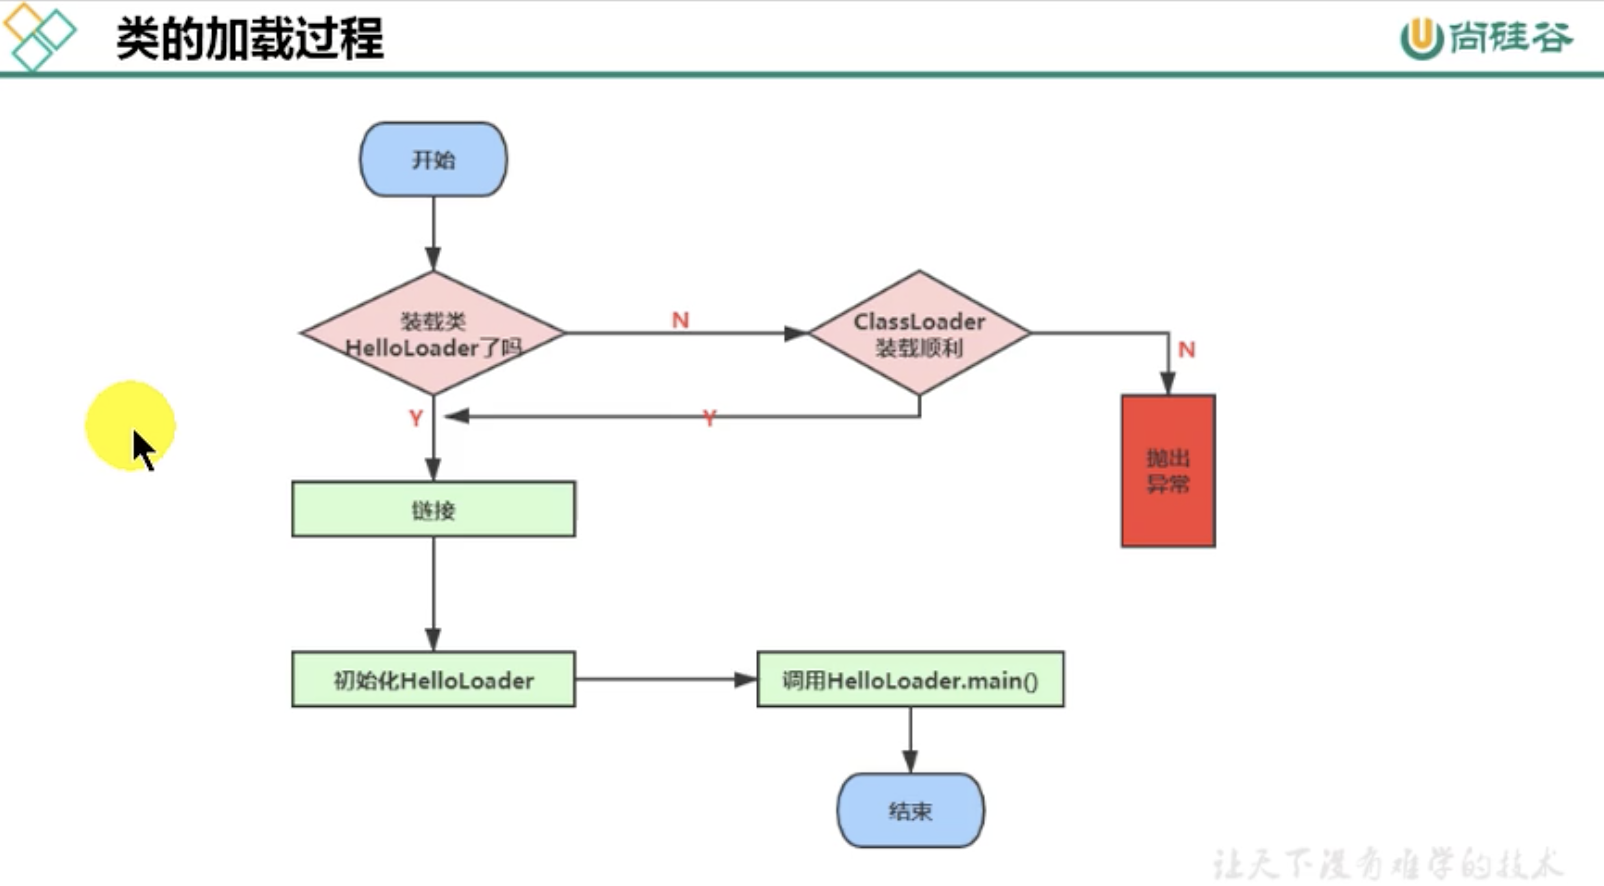 类的加载过程
尚硅谷
开始
装载类
HelloLoader了吗
N
ClassLoader
装载顺利
N
Y
Y
抛出
异常
链接
初始化HelloLoader
调用HelloLoader.main()
结束
让天下没有难学的技术